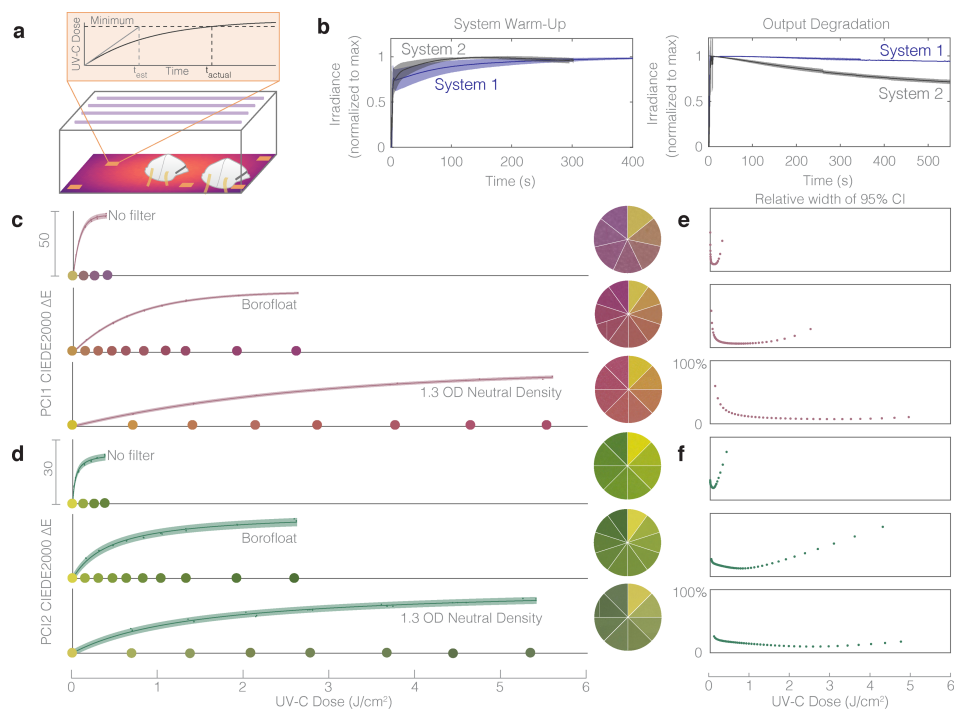 a
Minimum
UV-C Dose
t_est
Time
t_actual
b
System Warm-Up
Irradiance
(normalized to max)
1
0.5
0
System 2
System 1
0
100
200
300
400
Time (s)
Output Degradation
Irradiance
(normalized to max)
1
0.5
0
System 1
System 2
0
100
200
300
400
500
Time (s)
c
50
No filter
PCI1 CIEDE2000 ΔE
Borofloat
1.3 OD Neutral Density
d
30
No filter
PCI2 CIEDE2000 ΔE
Borofloat
1.3 OD Neutral Density
0
1
2
3
4
5
6
UV-C Dose (J/cm²)
Relative width of 95% CI
e
100%
0
f
100%
0
0
1
2
3
4
5
6
UV-C Dose (J/cm²)